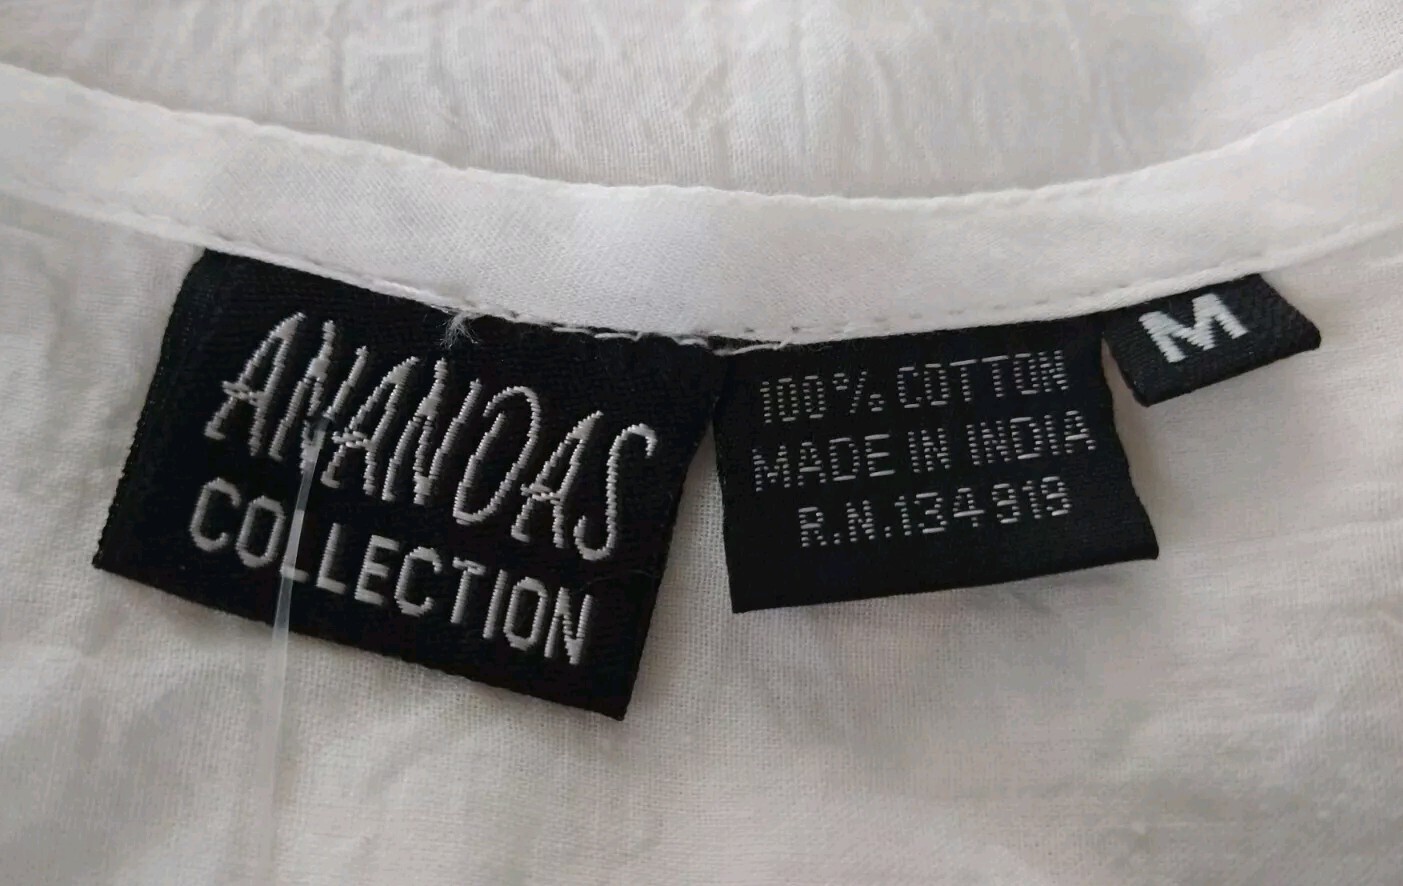 ANANDAS
COLLECTION
100% COTTON
MADE IN INDIA
R.N.134919
M